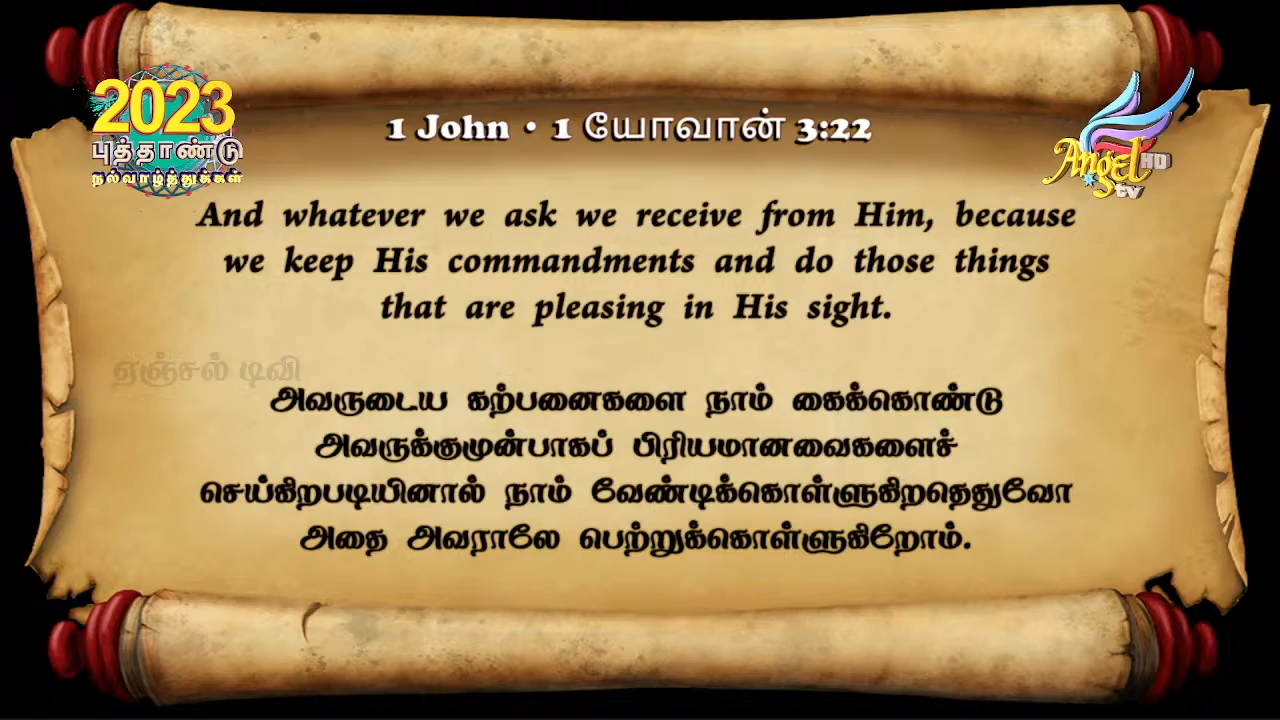 2023
புத்தாண்டு
நல்வாழ்த்துக்கள்
Angel HD
tv
1 John • 1 யோவான் 3:22
And whatever we ask we receive from Him, because
we keep His commandments and do those things
that are pleasing in His sight.
ஏஞ்சல் டிவி
அவருடைய கற்பனைகளை நாம் கைக்கொண்டு
அவருக்குமுன்பாகப் பிரியமானவைகளைச்
செய்கிறபடியினால் நாம் வேண்டிக்கொள்ளுகிறதெதுவோ
அதை அவராலே பெற்றுக்கொள்ளுகிறோம்.